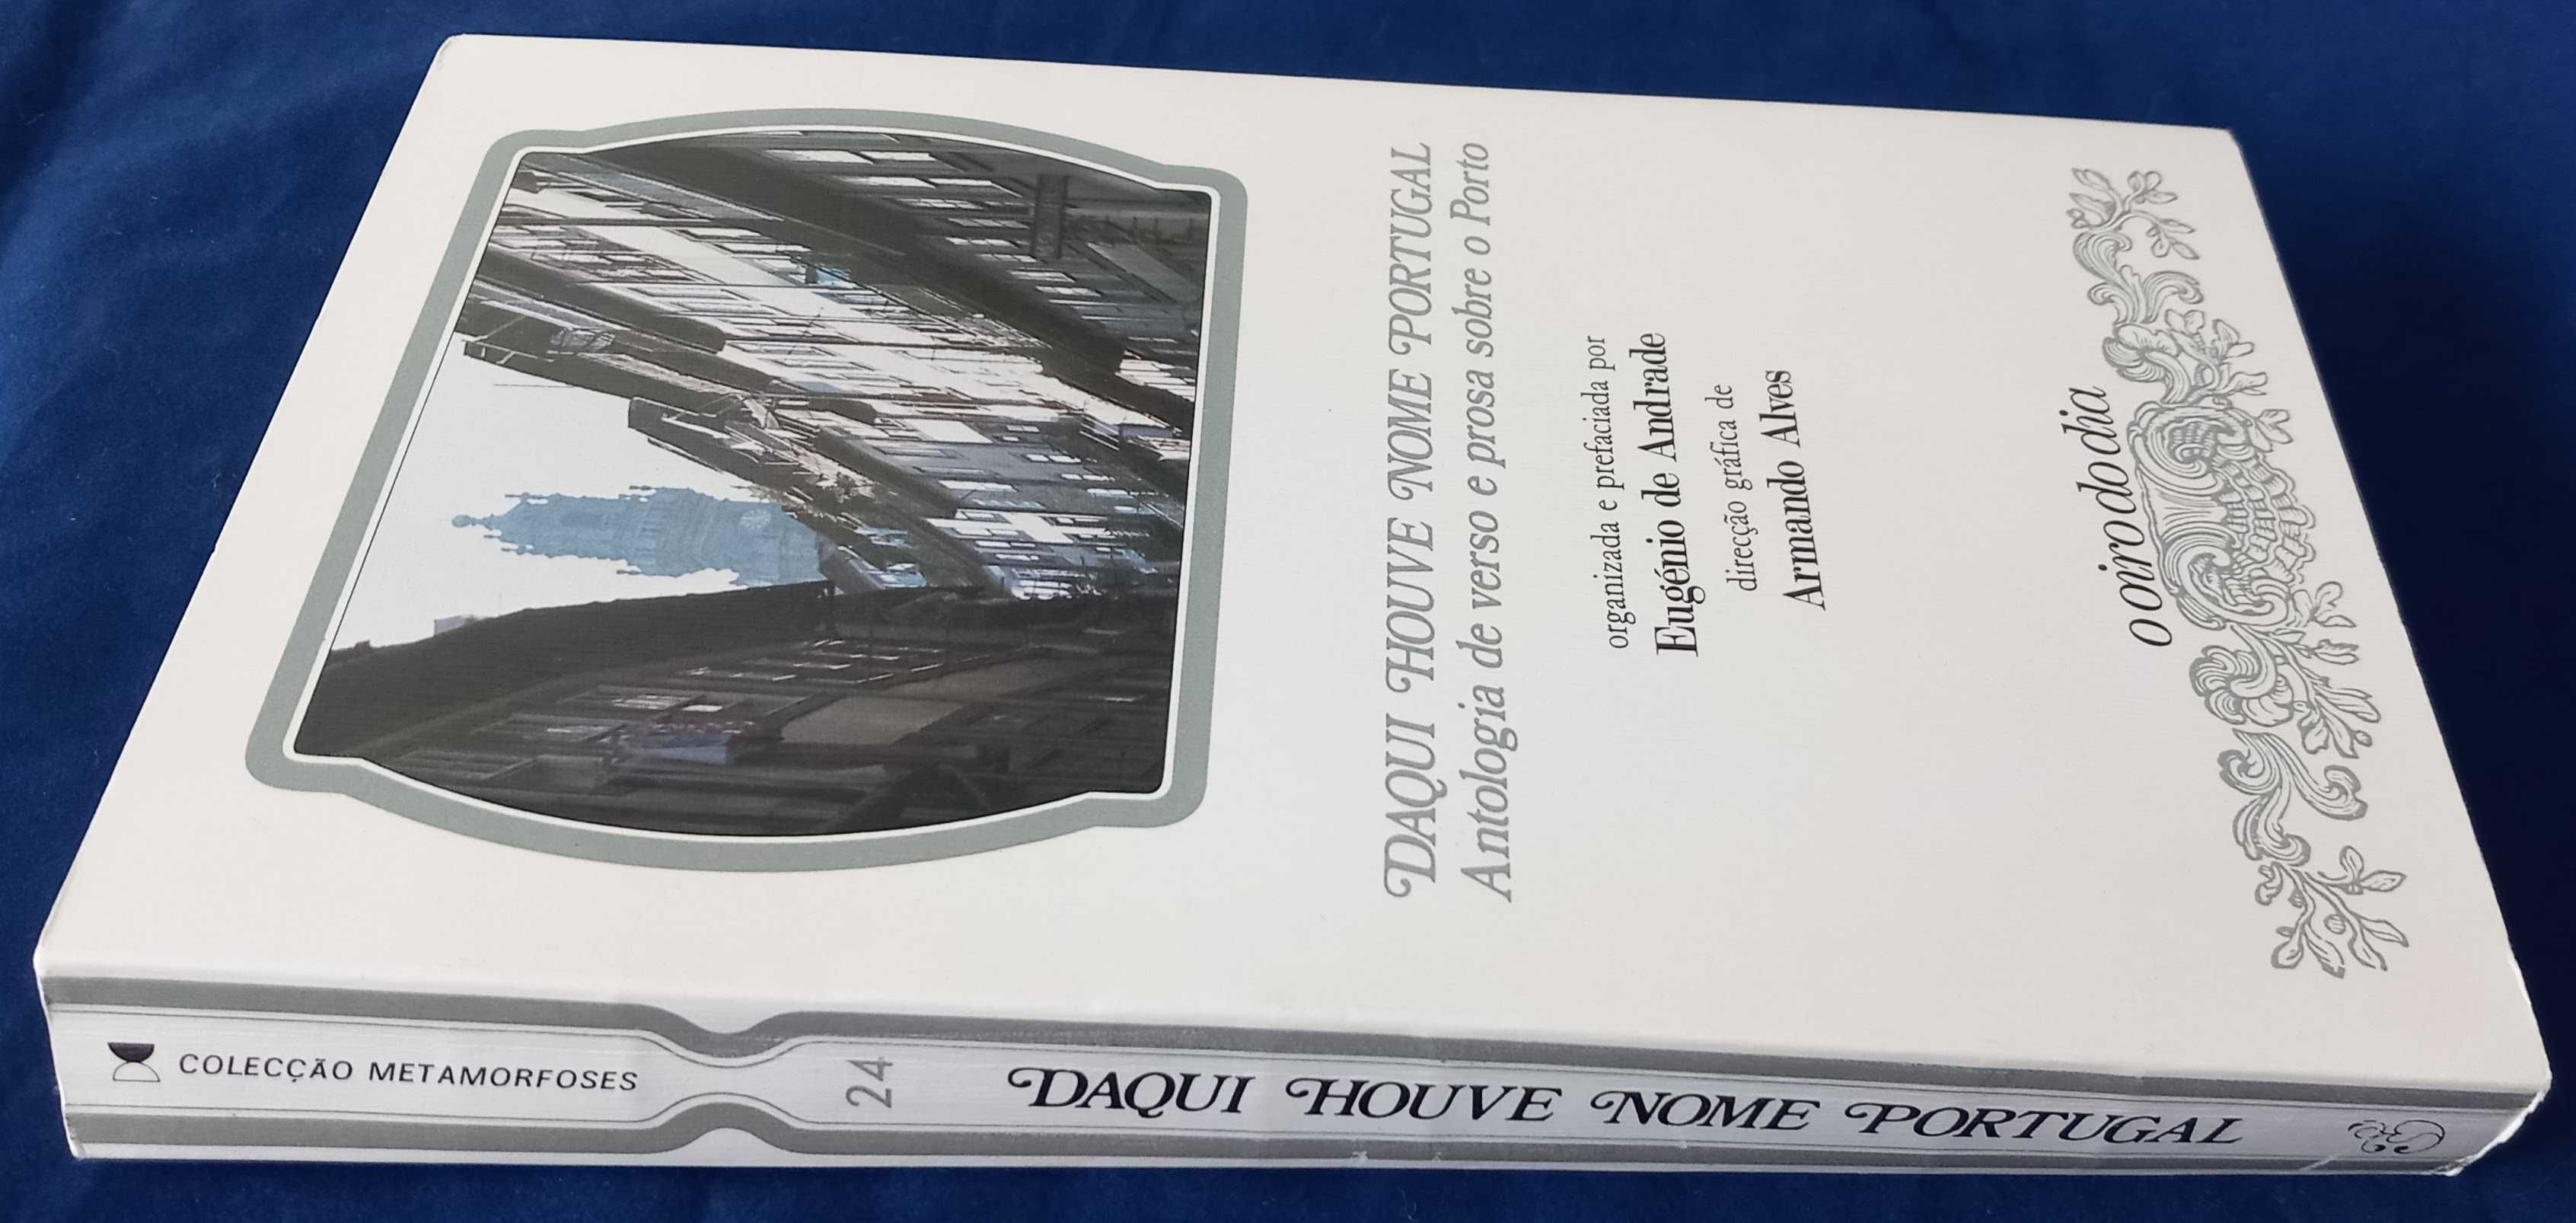 DAQUI HOUVE NOME PORTUGAL
Antologia de verso e prosa sobre o Porto
organizada e prefaciada por
Eugénio de Andrade
direcção gráfica de
Armando Alves
o oiro do dia
COLECÇÃO METAMORFOSES
24
DAQUI HOUVE NOME PORTUGAL